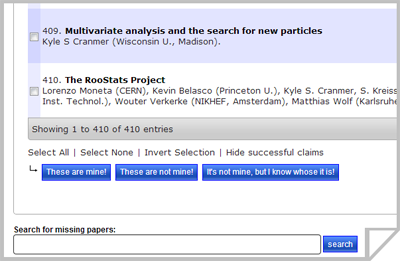 409. Multivariate analysis and the search for new particles
Kyle S Cranmer (Wisconsin U., Madison).
410. The RooStats Project
Lorenzo Moneta (CERN), Kevin Belasco (Princeton U.), Kyle S. Cranmer, S. Kreiss
Inst. Technol.), Wouter Verkerke (NIKHEF, Amsterdam), Matthias Wolf (Karlsruhe
Showing 1 to 410 of 410 entries
Select All | Select None | Invert Selection | Hide successful claims
These are mine! These are not mine! It's not mine, but I know whose it is!
Search for missing papers:
search